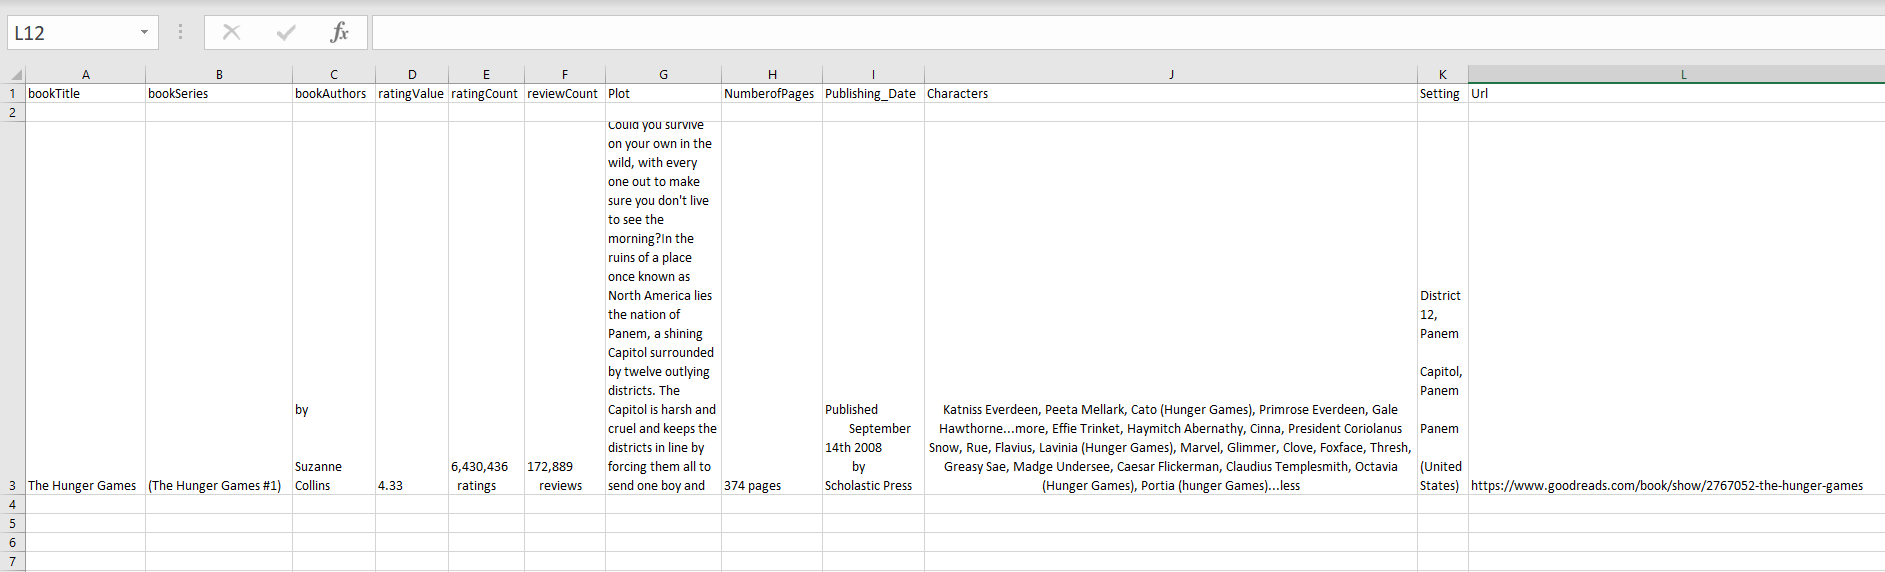 L12 fx
A B C D E F G H I J K L
1 bookTitle bookSeries bookAuthors ratingValue ratingCount reviewCount Plot NumberofPages Publishing_Date Characters Setting Url
2
3 The Hunger Games
(The Hunger Games #1)
by
Suzanne
Collins
4.33
6,430,436
ratings
172,889
reviews
Could you survive
on your own in the
wild, with every
one out to make
sure you don't live
to see the
morning?In the
ruins of a place
once known as
North America lies
the nation of
Panem, a shining
Capitol surrounded
by twelve outlying
districts. The
Capitol is harsh and
cruel and keeps the
districts in line by
forcing them all to
send one boy and
374 pages
Published
September
14th 2008
by
Scholastic Press
Katniss Everdeen, Peeta Mellark, Cato (Hunger Games), Primrose Everdeen, Gale
Hawthorne...more, Effie Trinket, Haymitch Abernathy, Cinna, President Coriolanus
Snow, Rue, Flavius, Lavinia (Hunger Games), Marvel, Glimmer, Clove, Foxface, Thresh,
Greasy Sae, Madge Undersee, Caesar Flickerman, Claudius Templesmith, Octavia
(Hunger Games), Portia (hunger Games)...less
District
12,
Panem
Capitol,
Panem
Panem
(United
States)
https://www.goodreads.com/book/show/2767052-the-hunger-games
4
5
6
7